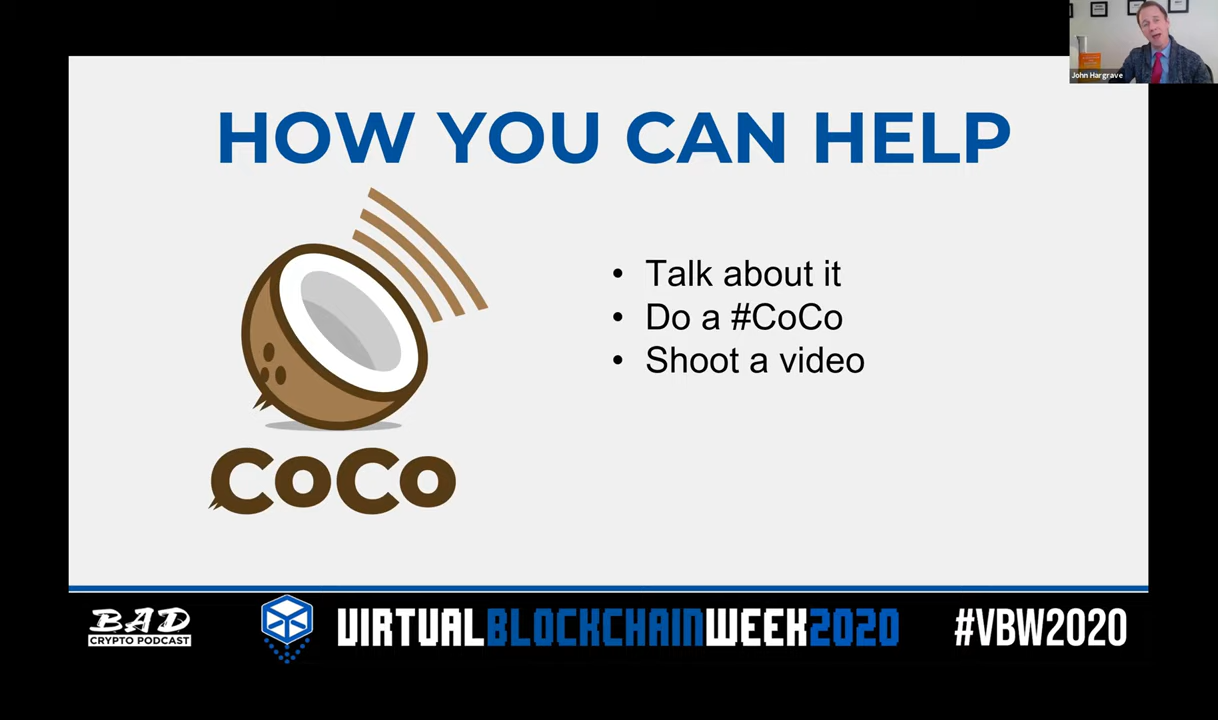 John Hargrave
HOW YOU CAN HELP
• Talk about it
• Do a #CoCo
• Shoot a video
CoCo
BAD
CRYPTO PODCAST
VIRTUALBLOCKCHAINWEEK2020
#VBW2020